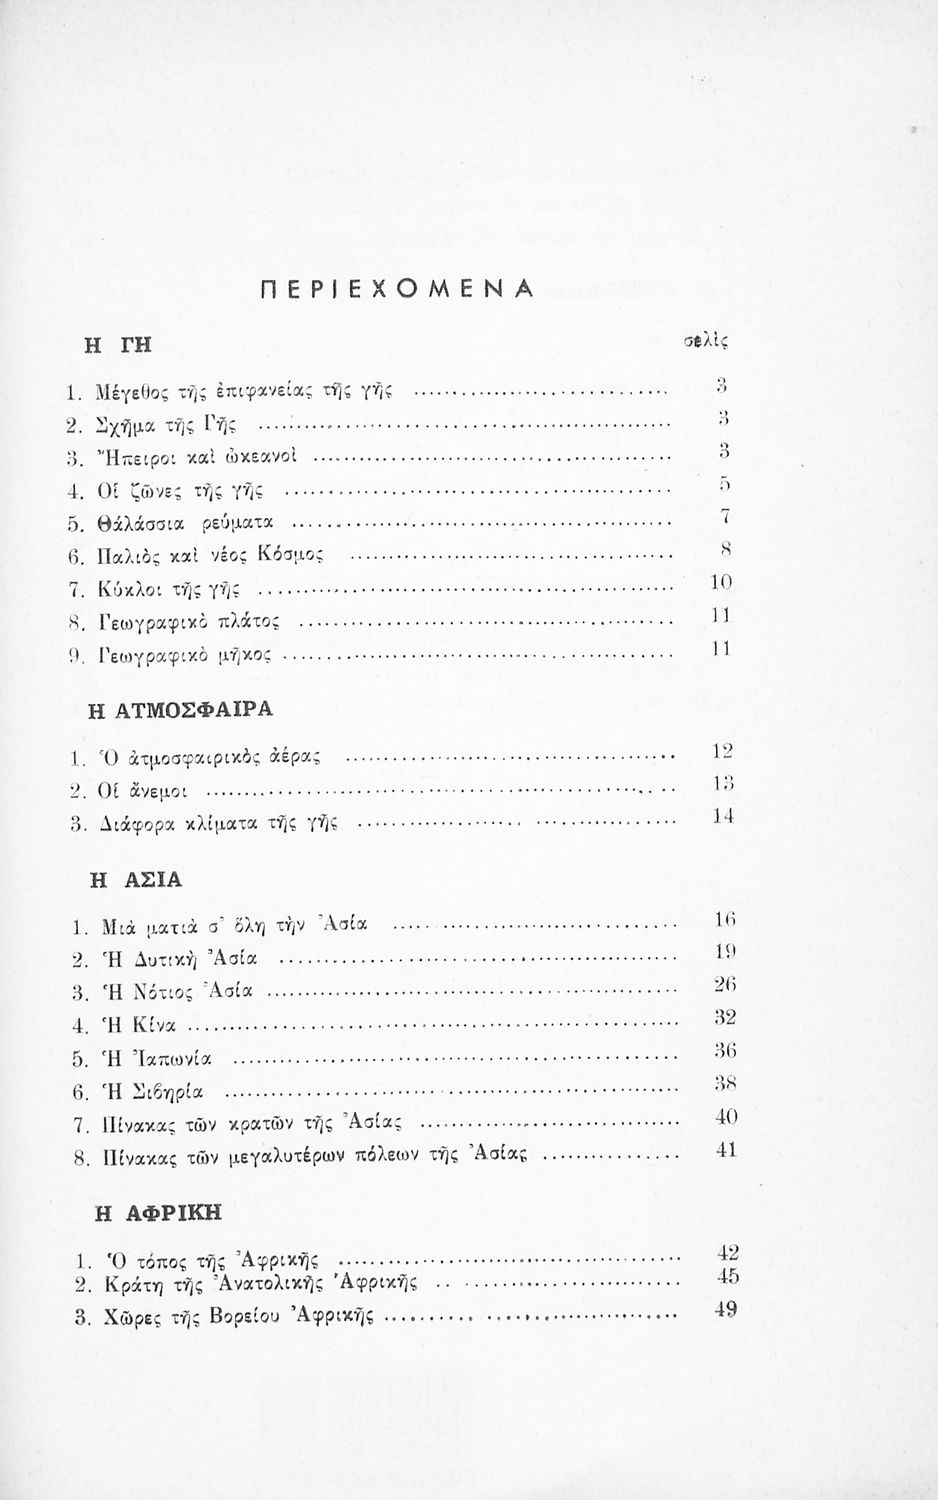 ΠΕΡΙΕΧΟΜΕΝΑ
Η ΓΗ σελὶς
1. Μέγεθος τῆς ἐπιφανείας τῆς γῆς .......... 3
2. Σχῆμα τῆς Γῆς .......... 3
3. Ἤπειροι καὶ ὠκεανοὶ .......... 3
4. Οἱ ζῶνες τῆς γῆς .......... 5
5. Θάλάσσια ρεύματα .......... 7
6. Παλιὸς καὶ νέος Κόσμος .......... 8
7. Κύκλοι τῆς γῆς .......... 10
8. Γεωγραφικὸ πλάτος .......... 11
9. Γεωγραφικὸ μῆκος .......... 11
Η ΑΤΜΟΣΦΑΙΡΑ
1. Ὁ ἀτμοσφαιρικὸς ἀέρας .......... 12
2. Οἱ ἄνεμοι .......... 13
3. Διάφορα κλίματα τῆς γῆς .......... 14
Η ΑΣΙΑ
1. Μιὰ ματιὰ σ' ὅλη τὴν Ἀσία .......... 16
2. Ἡ Δυτικὴ Ἀσία .......... 19
3. Ἡ Νότιος Ἀσία .......... 26
4. Ἡ Κίνα .......... 32
5. Ἡ Ἰαπωνία .......... 36
6. Ἡ Σιβηρία .......... 38
7. Πίνακας τῶν κρατῶν τῆς Ἀσίας .......... 40
8. Πίνακας τῶν μεγαλυτέρων πόλεων τῆς Ἀσίας .......... 41
Η ΑΦΡΙΚΗ
1. Ὁ τόπος τῆς Ἀφρικῆς .......... 42
2. Κράτη τῆς Ἀνατολικῆς Ἀφρικῆς .......... 45
3. Χῶρες τῆς Βορείου Ἀφρικῆς .......... 49